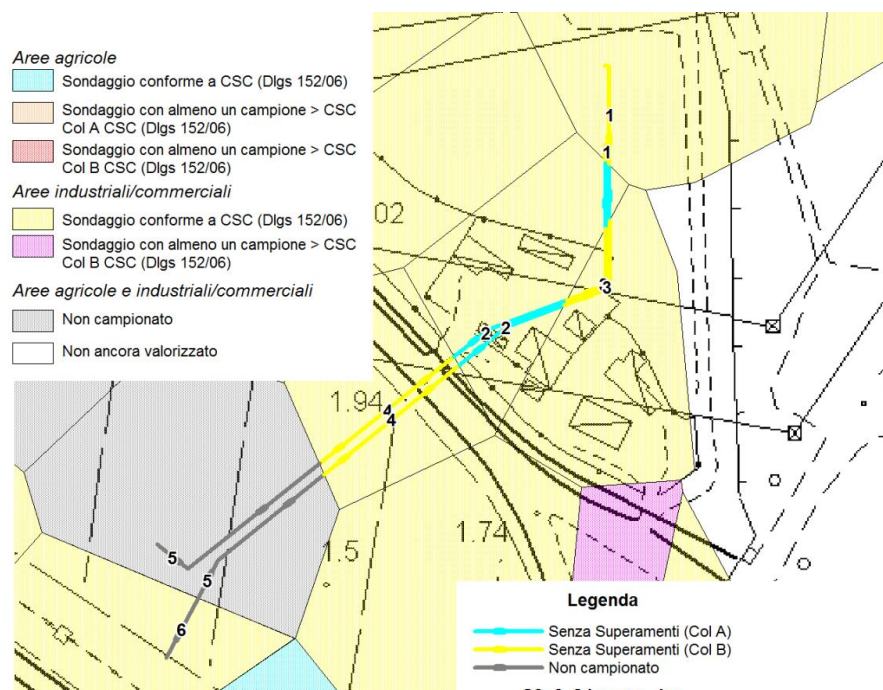 Aree agricole
Sondaggio conforme a CSC (Dlgs 152/06)
Sondaggio con almeno un campione > CSC
Col A CSC (Dlgs 152/06)
Sondaggio con almeno un campione > CSC
Col B CSC (Dlgs 152/06)
Aree industriali/commerciali
Sondaggio conforme a CSC (Dlgs 152/06)
Sondaggio con almeno un campione > CSC
Col B CSC (Dlgs 152/06)
Aree agricole e industriali/commerciali
Non campionato
Non ancora valorizzato
1
1
02
3
2
2
1.94
4
4
1.74
1.5
5
5
6
Legenda
Senza Superamenti (Col A)
Senza Superamenti (Col B)
Non campionato